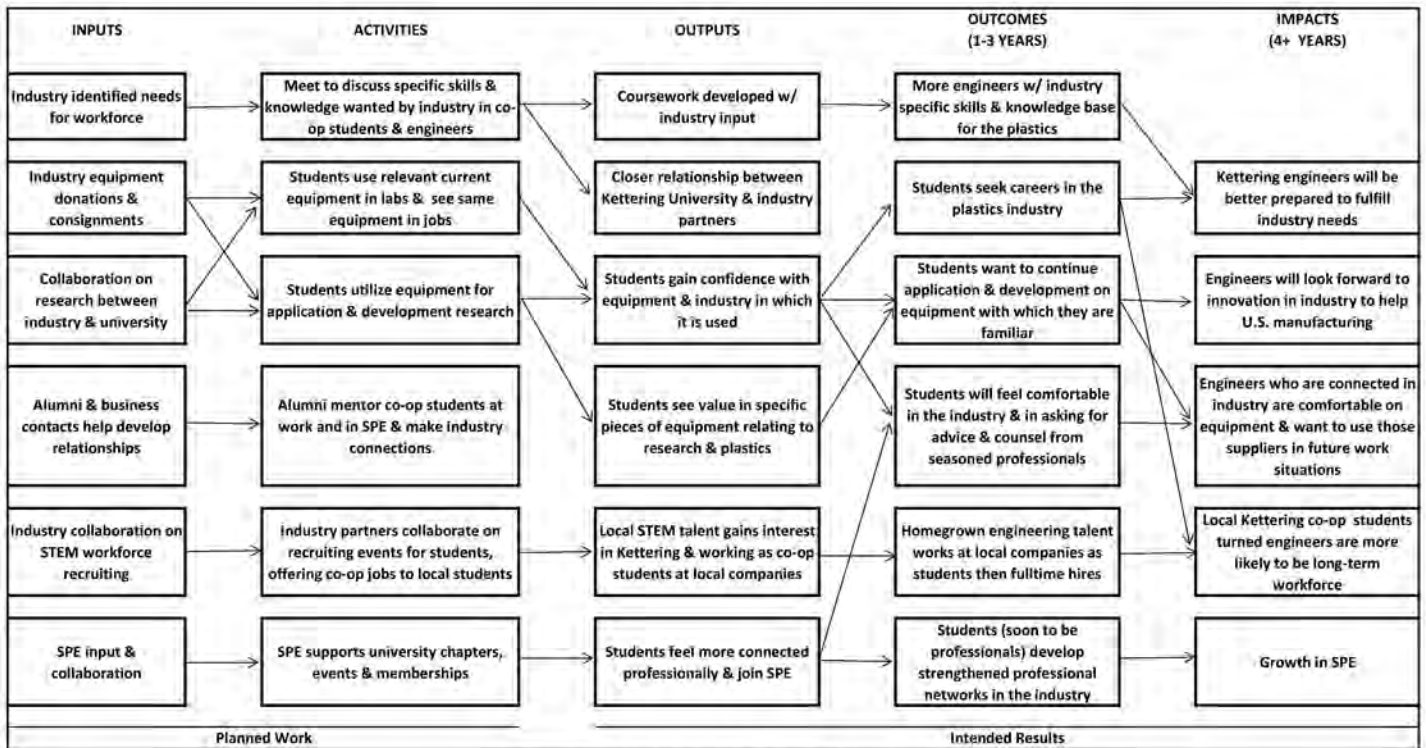 INPUTS
ACTIVITIES
OUTPUTS
OUTCOMES
(1-3 YEARS)
IMPACTS
(4+ YEARS)
Industry identified needs
for workforce
Meet to discuss specific skills &
knowledge wanted by industry in co-
op students & engineers
Coursework developed w/
industry input
More engineers w/ industry
specific skills & knowledge base
for the plastics
Industry equipment
donations &
consignments
Students use relevant current
equipment in labs & see same
equipment in jobs
Closer relationship between
Kettering University & industry
partners
Students seek careers in the
plastics industry
Kettering engineers will be
better prepared to fulfill
industry needs
Collaboration on
research between
industry & university
Students utilize equipment for
application & development research
Students gain confidence with
equipment & industry in which
it is used
Students want to continue
application & development on
equipment with which they are
familiar
Engineers will look forward to
innovation in industry to help
U.S. manufacturing
Alumni & business
contacts help develop
relationships
Alumni mentor co-op students at
work and in SPE & make industry
connections
Students see value in specific
pieces of equipment relating to
research & plastics
Students will feel comfortable
in the industry & in asking for
advice & counsel from
seasoned professionals
Engineers who are connected in
industry are comfortable on
equipment & want to use those
suppliers in future work
situations
Industry collaboration on
STEM workforce
recruiting
Industry partners collaborate on
recruiting events for students,
offering co-op jobs to local students
Local STEM talent gains interest
in Kettering & working as co-op
students at local companies
Homegrown engineering talent
works at local companies as
students then fulltime hires
Local Kettering co-op students
turned engineers are more
likely to be long-term
workforce
SPE input &
collaboration
SPE supports university chapters,
events & memberships
Students feel more connected
professionally & join SPE
Students (soon to be
professionals) develop
strengthened professional
networks in the industry
Growth in SPE
Planned Work
Intended Results